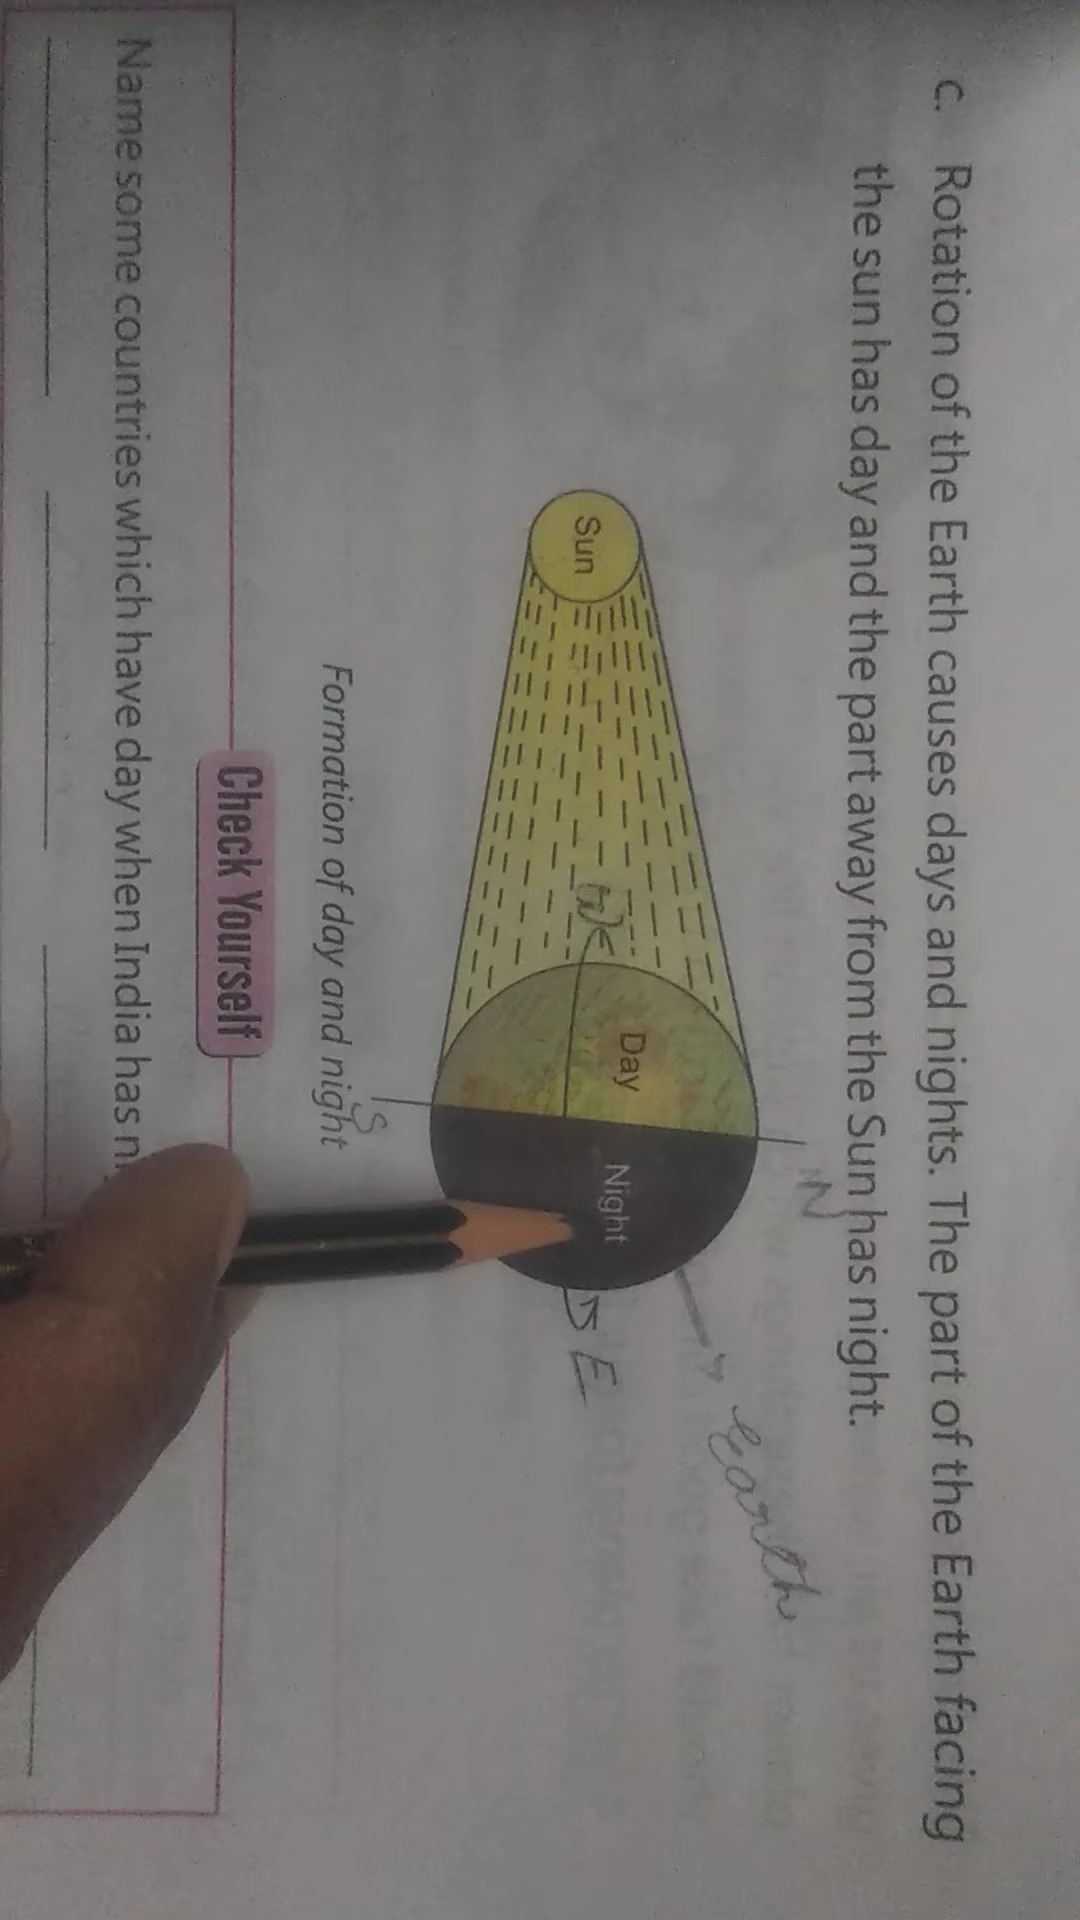 c. Rotation of the Earth causes days and nights. The part of the Earth facing
the sun has day and the part away from the Sun has night.
N
Earth
Sun
W
Day
Night
E
S
Formation of day and night
Check Yourself
Name some countries which have day when India has